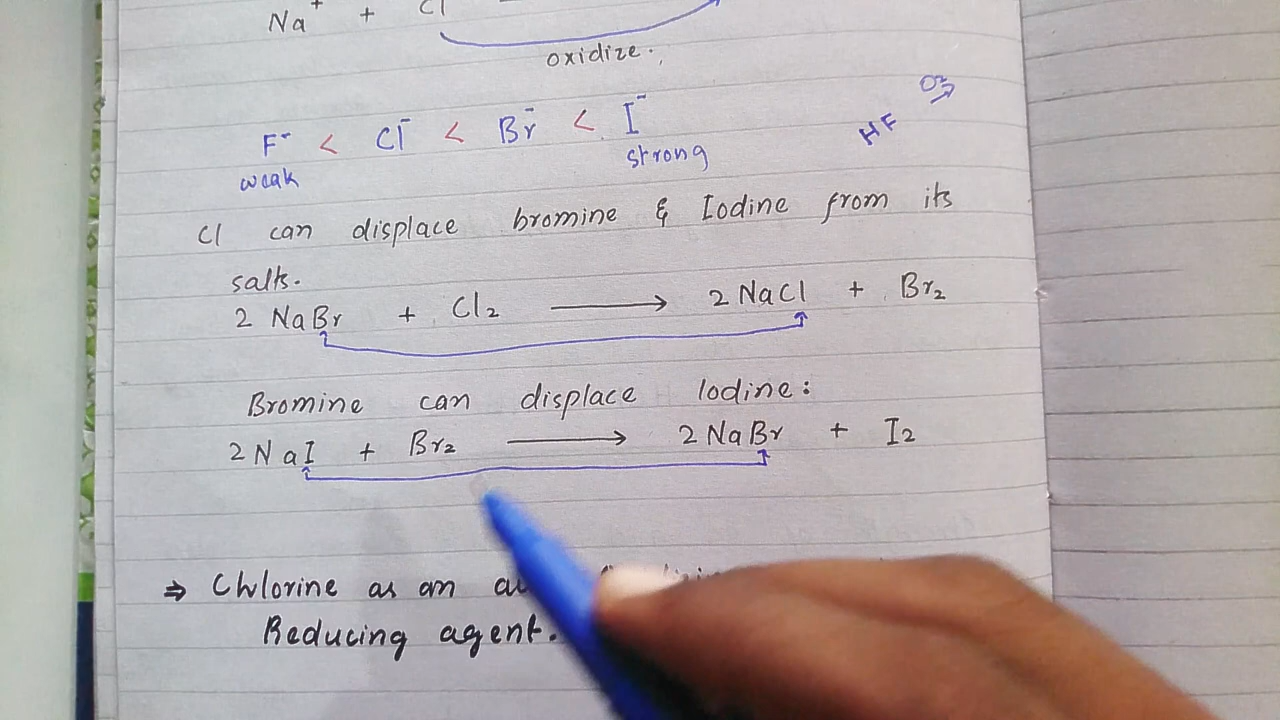 Na⁺ + Cl
oxidize.
O3
HF
F⁻ < Cl⁻ < Br⁻ < I⁻
weak strong
Cl can displace bromine & Iodine from its
salts.
2 NaBr + Cl₂ ⟶ 2 NaCl + Br₂
Bromine can displace Iodine:
2NaI + Br₂ ⟶ 2NaBr + I₂
⇒ Chlorine as an
Reducing agent.